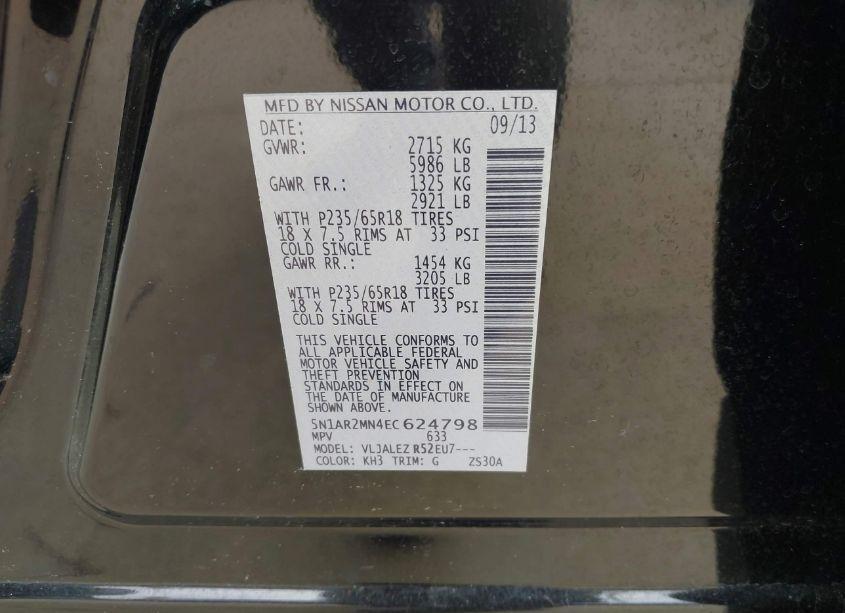 MFD BY NISSAN MOTOR CO., LTD.
DATE: 09/13
GVWR: 2715 KG
5986 LB
GAWR FR.: 1325 KG
2921 LB
WITH P235/65R18 TIRES
18 X 7.5 RIMS AT 33 PSI
COLD SINGLE
GAWR RR.: 1454 KG
3205 LB
WITH P235/65R18 TIRES
18 X 7.5 RIMS AT 33 PSI
COLD SINGLE
THIS VEHICLE CONFORMS TO
ALL APPLICABLE FEDERAL
MOTOR VEHICLE SAFETY AND
THEFT PREVENTION
STANDARDS IN EFFECT ON
THE DATE OF MANUFACTURE
SHOWN ABOVE.
5N1AR2MN4EC624798
MPV 633
MODEL: VLJALEZ R52EU7---
COLOR: KH3 TRIM: G ZS30A